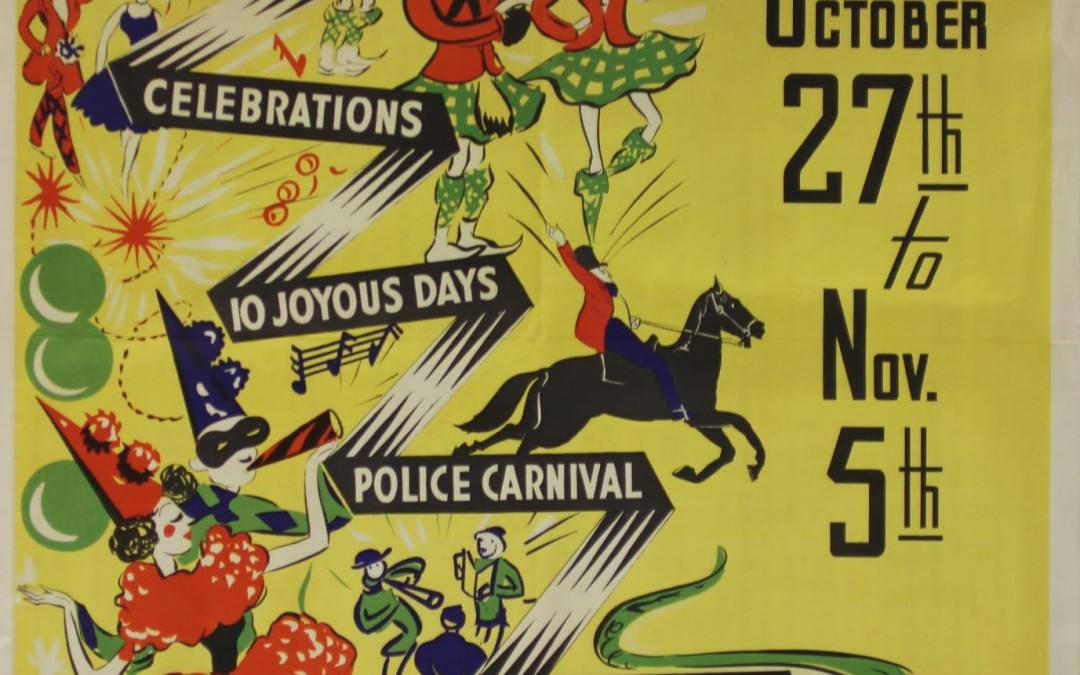 CELEBRATIONS
10 JOYOUS DAYS
POLICE CARNIVAL
OCTOBER
27th
to
Nov.
5th